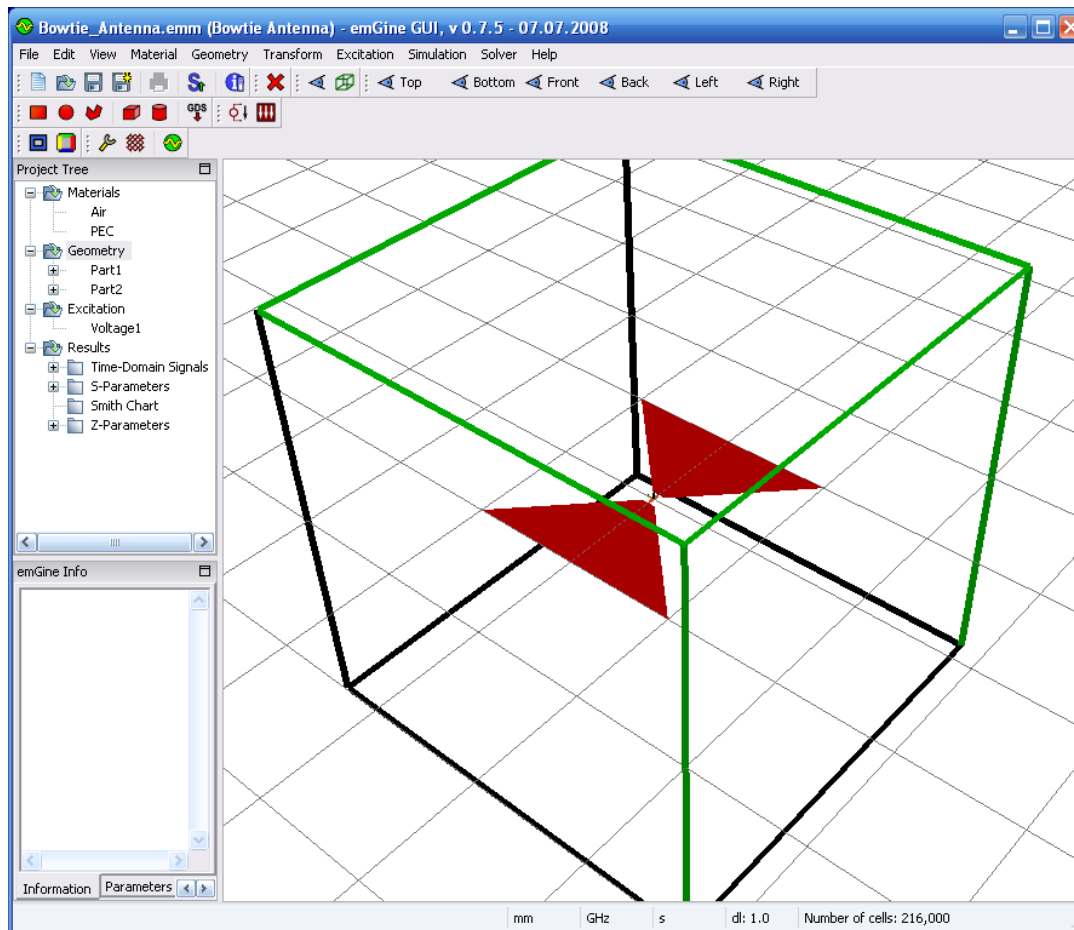 Bowtie_Antenna.emm (Bowtie Antenna) - emGine GUI, v 0.7.5 - 07.07.2008
File Edit View Material Geometry Transform Excitation Simulation Solver Help
Top Bottom Front Back Left Right
GDS
Project Tree
Materials
Air
PEC
Geometry
Part1
Part2
Excitation
Voltage1
Results
Time-Domain Signals
S-Parameters
Smith Chart
Z-Parameters
emGine Info
Information Parameters
mm GHz s dl: 1.0 Number of cells: 216,000